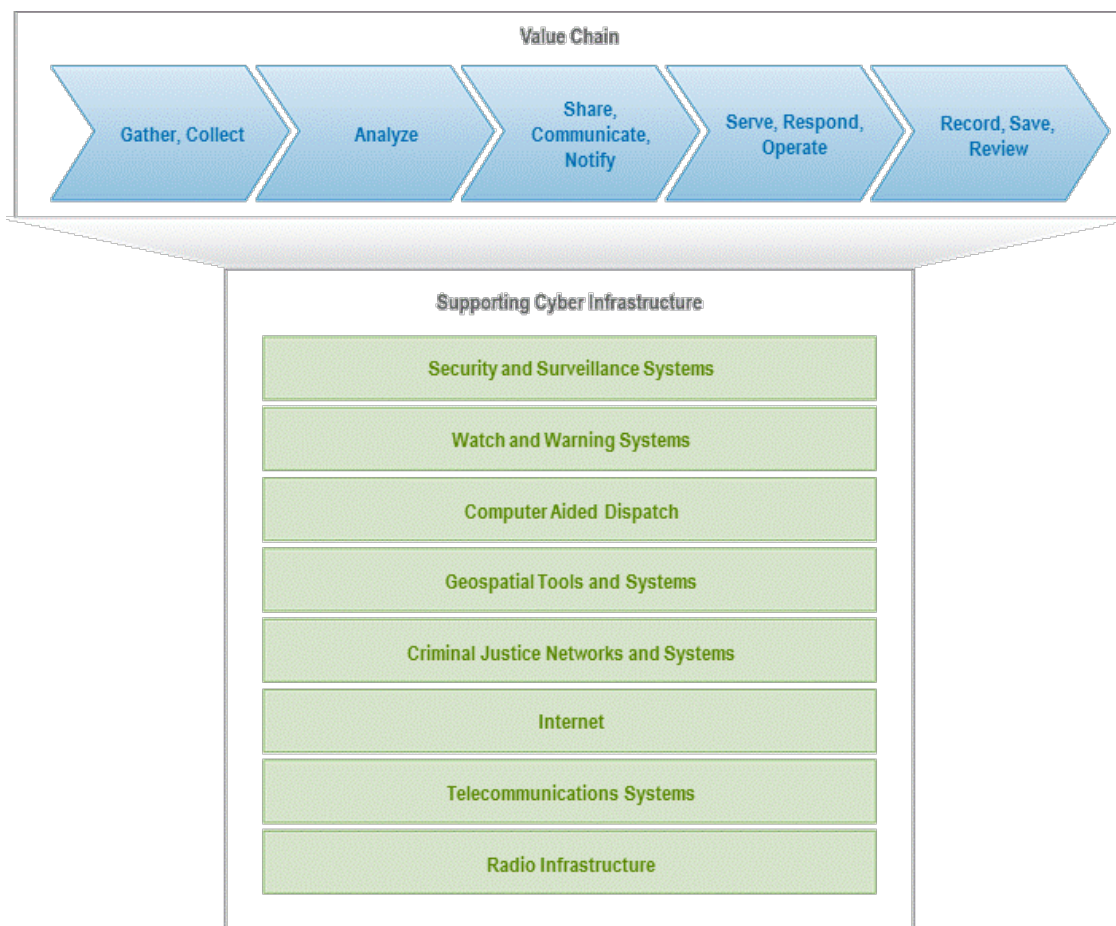 Value Chain
Gather, Collect
Analyze
Share,
Communicate,
Notify
Serve, Respond,
Operate
Record, Save,
Review
Supporting Cyber Infrastructure
Security and Surveillance Systems
Watch and Warning Systems
Computer Aided Dispatch
Geospatial Tools and Systems
Criminal Justice Networks and Systems
Internet
Telecommunications Systems
Radio Infrastructure